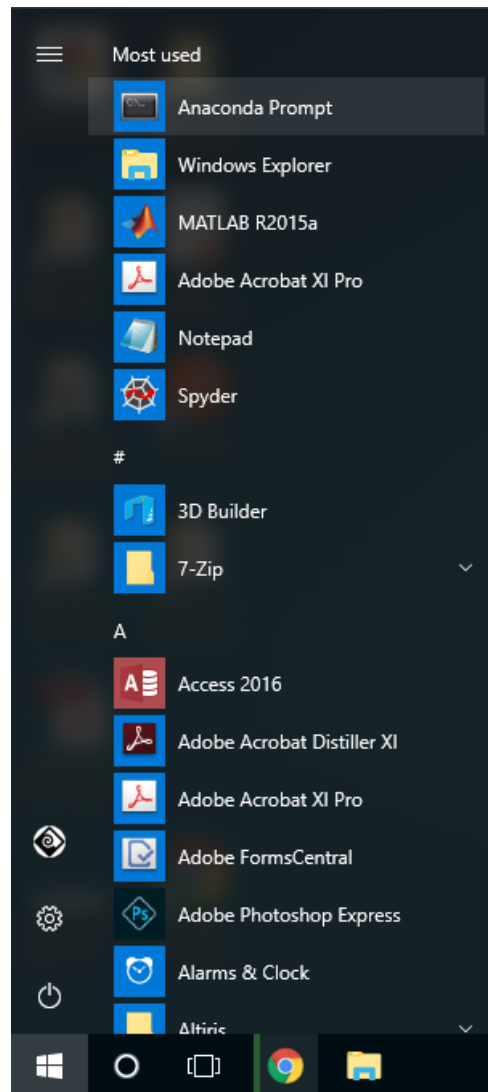 Most used
Anaconda Prompt
Windows Explorer
MATLAB R2015a
Adobe Acrobat XI Pro
Notepad
Spyder
#
3D Builder
7-Zip
A
Access 2016
Adobe Acrobat Distiller XI
Adobe Acrobat XI Pro
Adobe FormsCentral
Adobe Photoshop Express
Alarms & Clock
Altiris